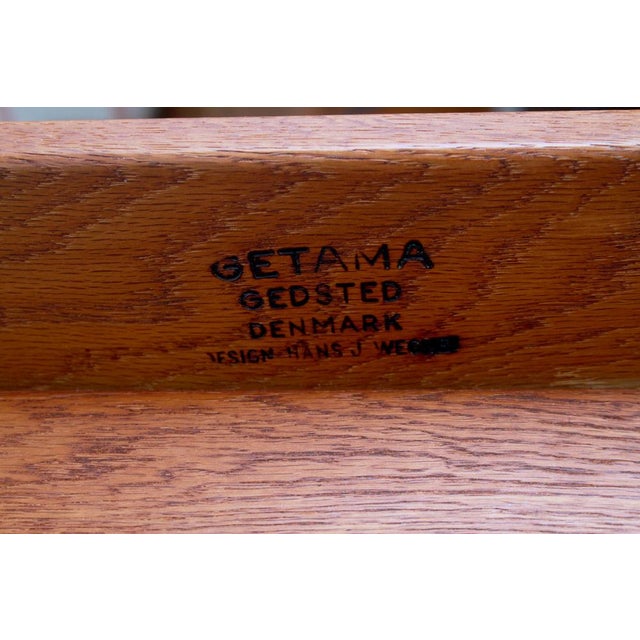 GETAMA
GEDSTED
DENMARK
DESIGN-HANS J